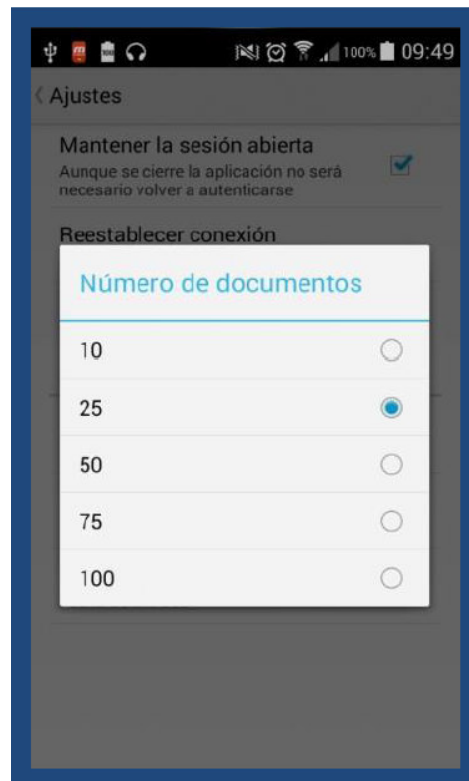 100% 09:49
Ajustes
Mantener la sesión abierta
Aunque se cierre la aplicación no será
necesario volver a autenticarse
Reestablecer conexión
Número de documentos
10
25
50
75
100